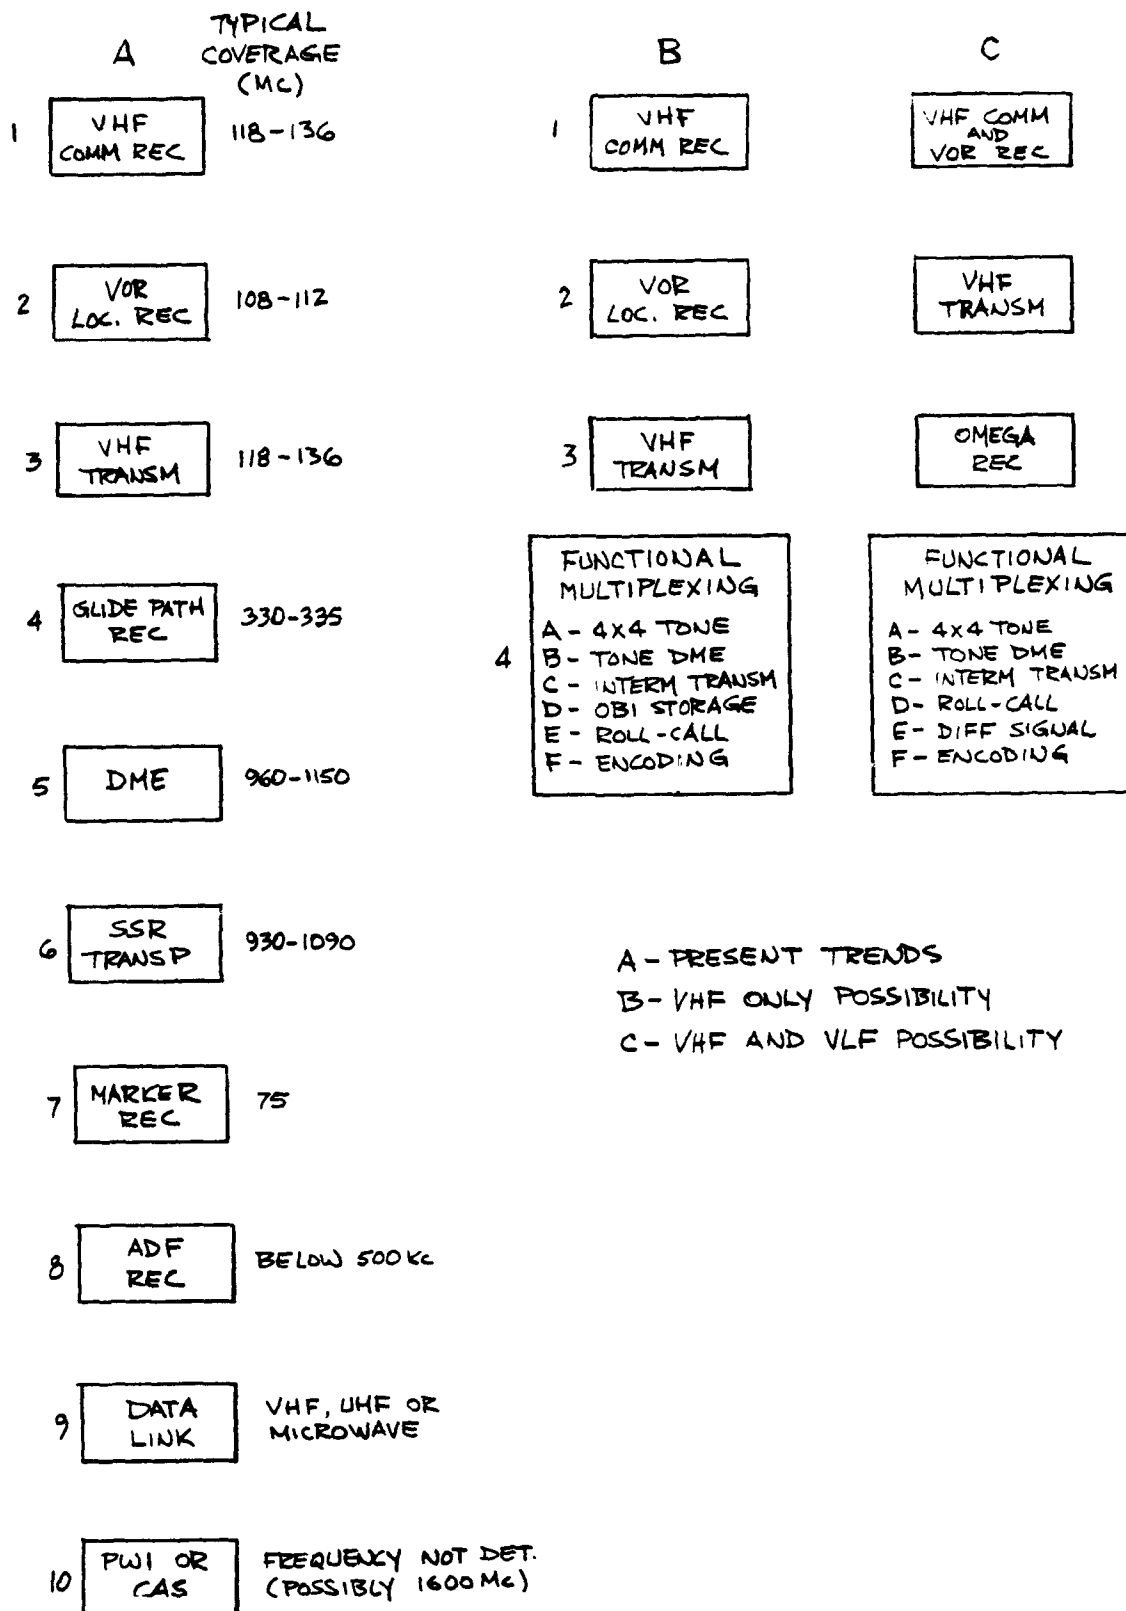 A
TYPICAL
COVERAGE
(MC)
1
VHF
COMM REC
118-136
2
VOR
LOC. REC
108-112
3
VHF
TRANSM
118-136
4
GLIDE PATH
REC
330-335
5
DME
960-1150
6
SSR
TRANSP
930-1090
7
MARKER
REC
75
8
ADF
REC
BELOW 500 KC
9
DATA
LINK
VHF, UHF OR
MICROWAVE
10
PWI OR
CAS
FREQUENCY NOT DET.
(POSSIBLY 1600 MC)
B
1
VHF
COMM REC
2
VOR
LOC. REC
3
VHF
TRANSM
4
FUNCTIONAL
MULTIPLEXING
A - 4X4 TONE
B - TONE DME
C - INTERM TRANSM
D - OBI STORAGE
E - ROLL-CALL
F - ENCODING
C
VHF COMM
AND
VOR REC
VHF
TRANSM
OMEGA
REC
FUNCTIONAL
MULTIPLEXING
A - 4X4 TONE
B - TONE DME
C - INTERM TRANSM
D - ROLL-CALL
E - DIFF SIGNAL
F - ENCODING
A - PRESENT TRENDS
B - VHF ONLY POSSIBILITY
C - VHF AND VLF POSSIBILITY